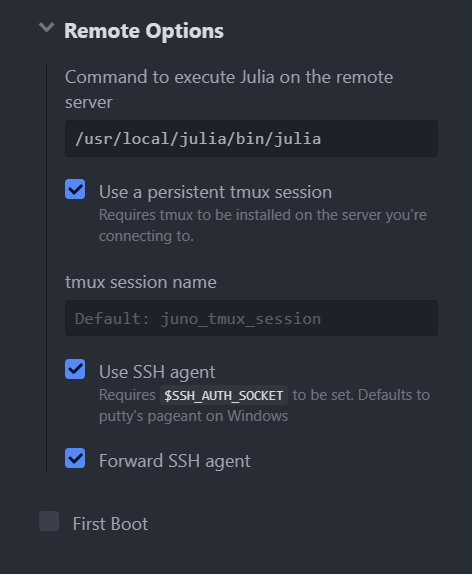 Remote Options
Command to execute Julia on the remote
server
/usr/local/julia/bin/julia
Use a persistent tmux session
Requires tmux to be installed on the server you're
connecting to.
tmux session name
Default: juno_tmux_session
Use SSH agent
Requires $SSH_AUTH_SOCKET to be set. Defaults to
putty's pageant on Windows
Forward SSH agent
First Boot